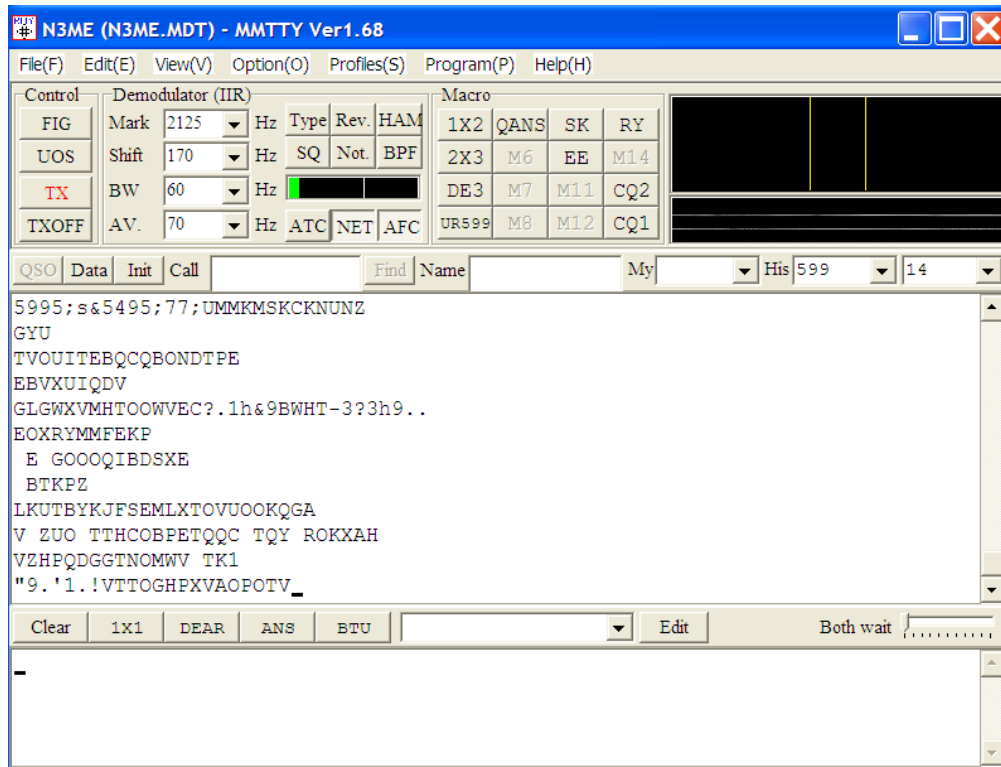 RTTY N3ME (N3ME.MDT) - MMTTY Ver1.68
File(F) Edit(E) View(V) Option(O) Profiles(S) Program(P) Help(H)
Control Demodulator (IIR) Macro
FIG Mark 2125 Hz Type Rev. HAM 1X2 QANS SK RY
UOS Shift 170 Hz SQ Not. BPF 2X3 M6 EE M14
TX BW 60 Hz DE3 M7 M11 CQ2
TXOFF AV. 70 Hz ATC NET AFC UR599 M8 M12 CQ1
QSO Data Init Call Find Name My His 599 14
5995;s&5495;77;UMMKMSKCKNUNZ
GYU
TVOUITEBQCQBONDTPE
EBVXUIQDV
GLGWXVMHTOOWVEC?.1h&9BWHT-3?3h9..
EOXRYMMFEKP
E GOOOQIBDSXE
BTKPZ
LKUTBYKJFSEMLXTOVUOOKQGA
V ZUO TTHCOBPETQQC TQY ROKXAH
VZHPQDGGTNOMWV TK1
"9.'1.!VTTOGHPXVAOPOTV_
Clear 1X1 DEAR ANS BTU Edit Both wait